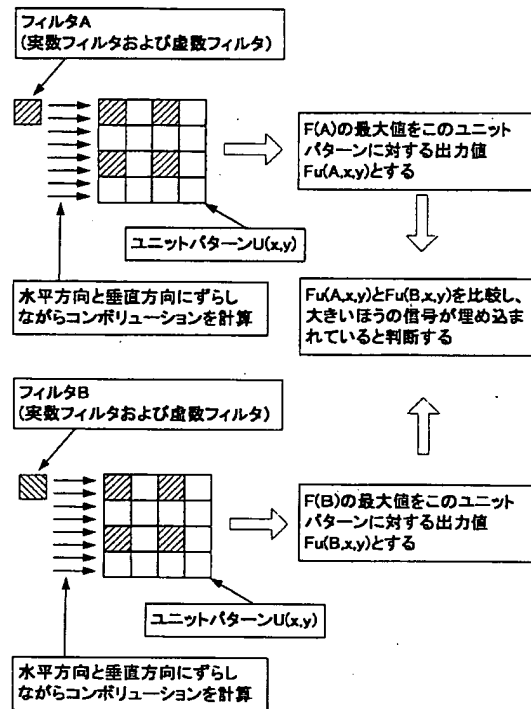 フィルタA
(実数フィルタおよび虚数フィルタ)
F(A)の最大値をこのユニット
パターンに対する出力値
Fu(A,x,y)とする
ユニットパターンU(x,y)
水平方向と垂直方向にずらし
ながらコンボリューションを計算
Fu(A,x,y)とFu(B,x,y)を比較し、
大きいほうの信号が埋め込ま
れていると判断する
フィルタB
(実数フィルタおよび虚数フィルタ)
F(B)の最大値をこのユニット
パターンに対する出力値
Fu(B,x,y)とする
ユニットパターンU(x,y)
水平方向と垂直方向にずらし
ながらコンボリューションを計算